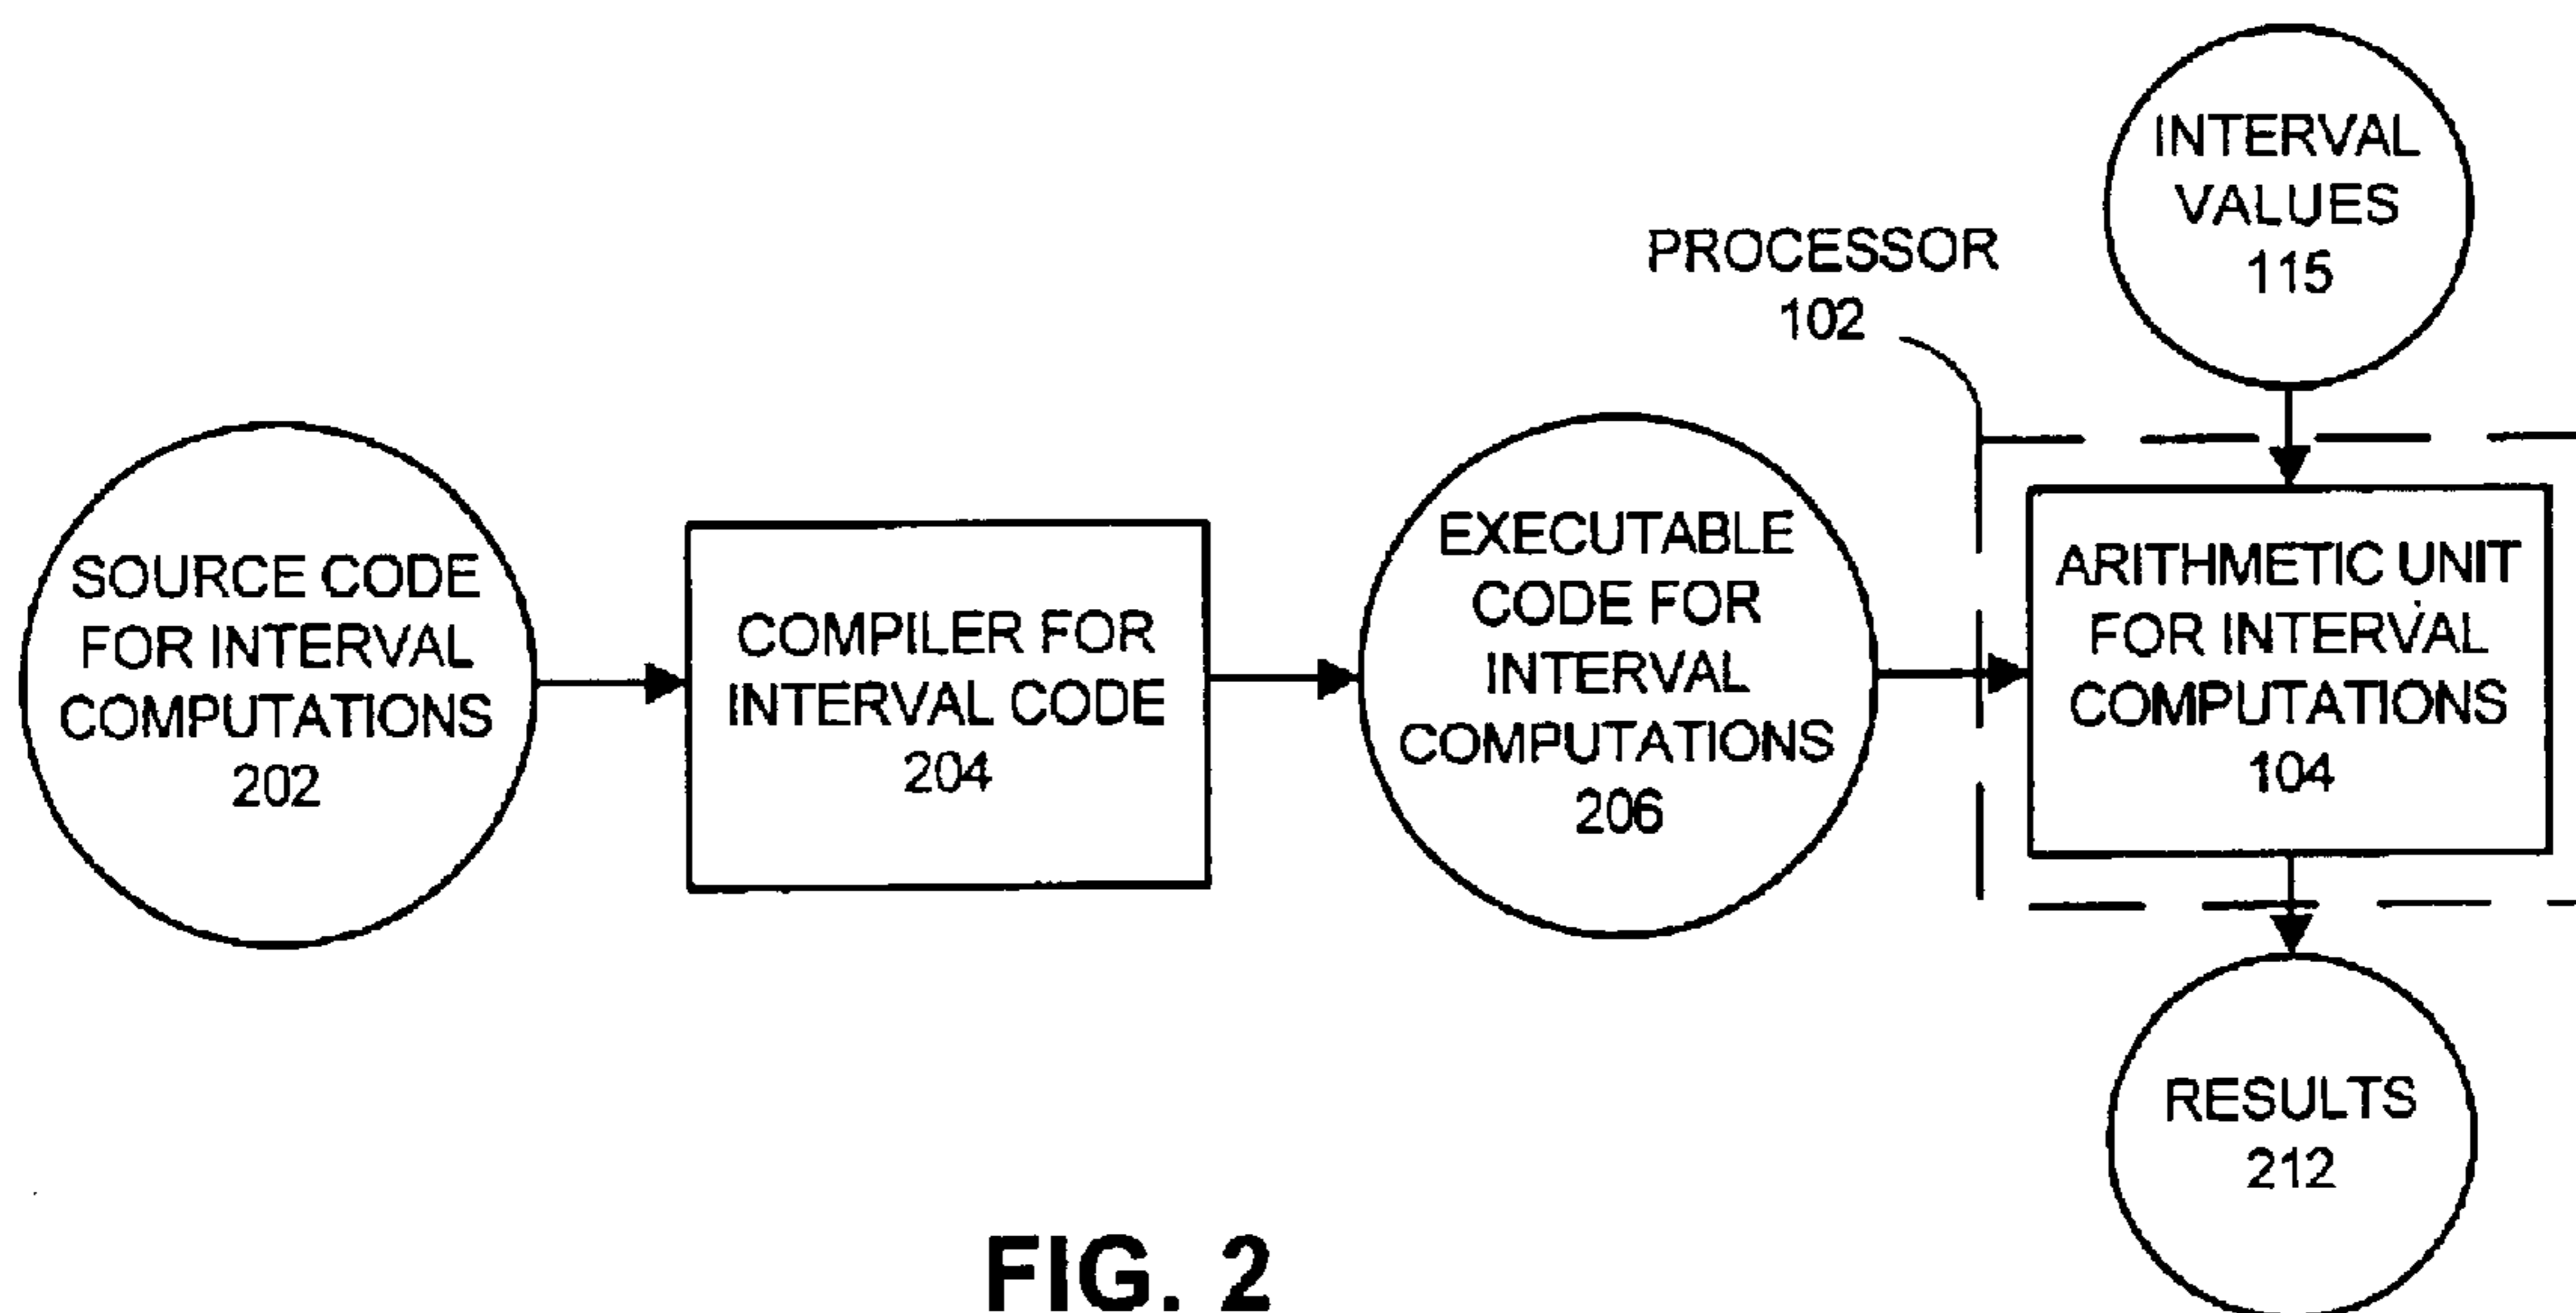 INTERVAL
VALUES
115
PROCESSOR
102
SOURCE CODE
FOR INTERVAL
COMPUTATIONS
202
COMPILER FOR
INTERVAL CODE
204
EXECUTABLE
CODE FOR
INTERVAL
COMPUTATIONS
206
ARITHMETIC UNIT
FOR INTERVAL
COMPUTATIONS
104
RESULTS
212
FIG. 2